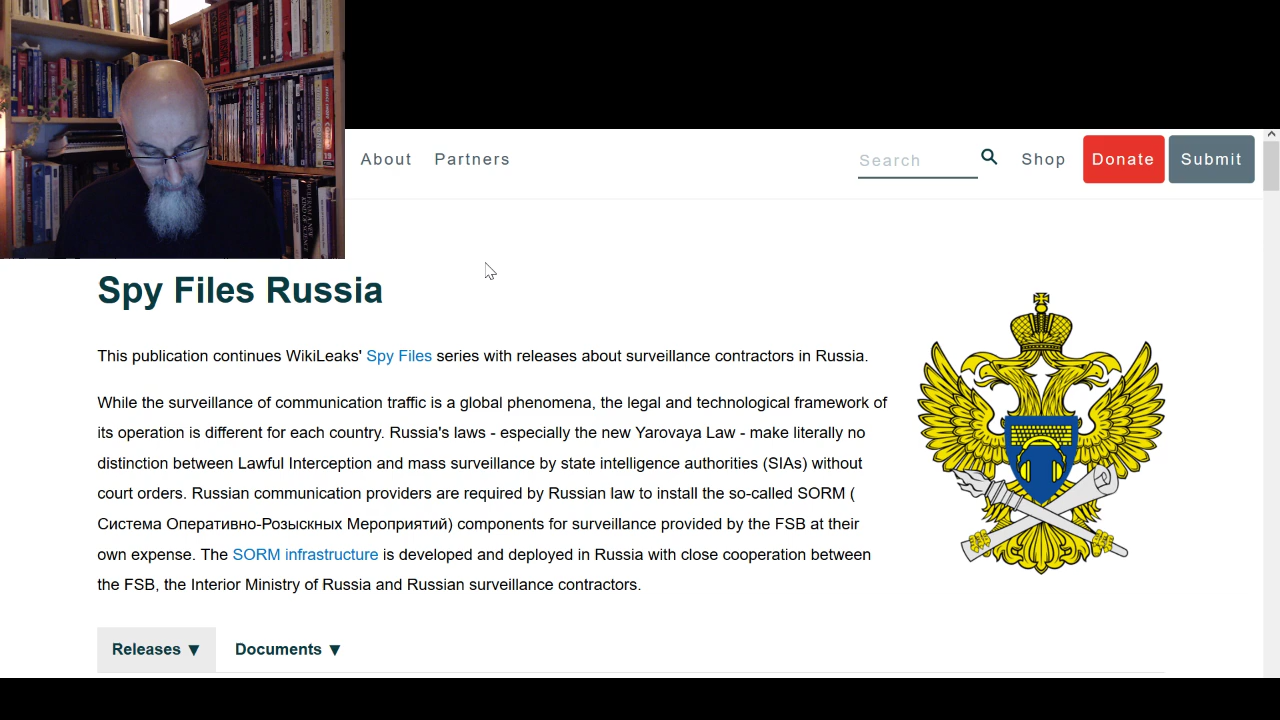 About
Partners
Search
Shop
Donate
Submit
Spy Files Russia
This publication continues WikiLeaks' Spy Files series with releases about surveillance contractors in Russia.
While the surveillance of communication traffic is a global phenomena, the legal and technological framework of
its operation is different for each country. Russia's laws - especially the new Yarovaya Law - make literally no
distinction between Lawful Interception and mass surveillance by state intelligence authorities (SIAs) without
court orders. Russian communication providers are required by Russian law to install the so-called SORM (
Система Оперативно-Розыскных Мероприятий) components for surveillance provided by the FSB at their
own expense. The SORM infrastructure is developed and deployed in Russia with close cooperation between
the FSB, the Interior Ministry of Russia and Russian surveillance contractors.
Releases ▼
Documents ▼